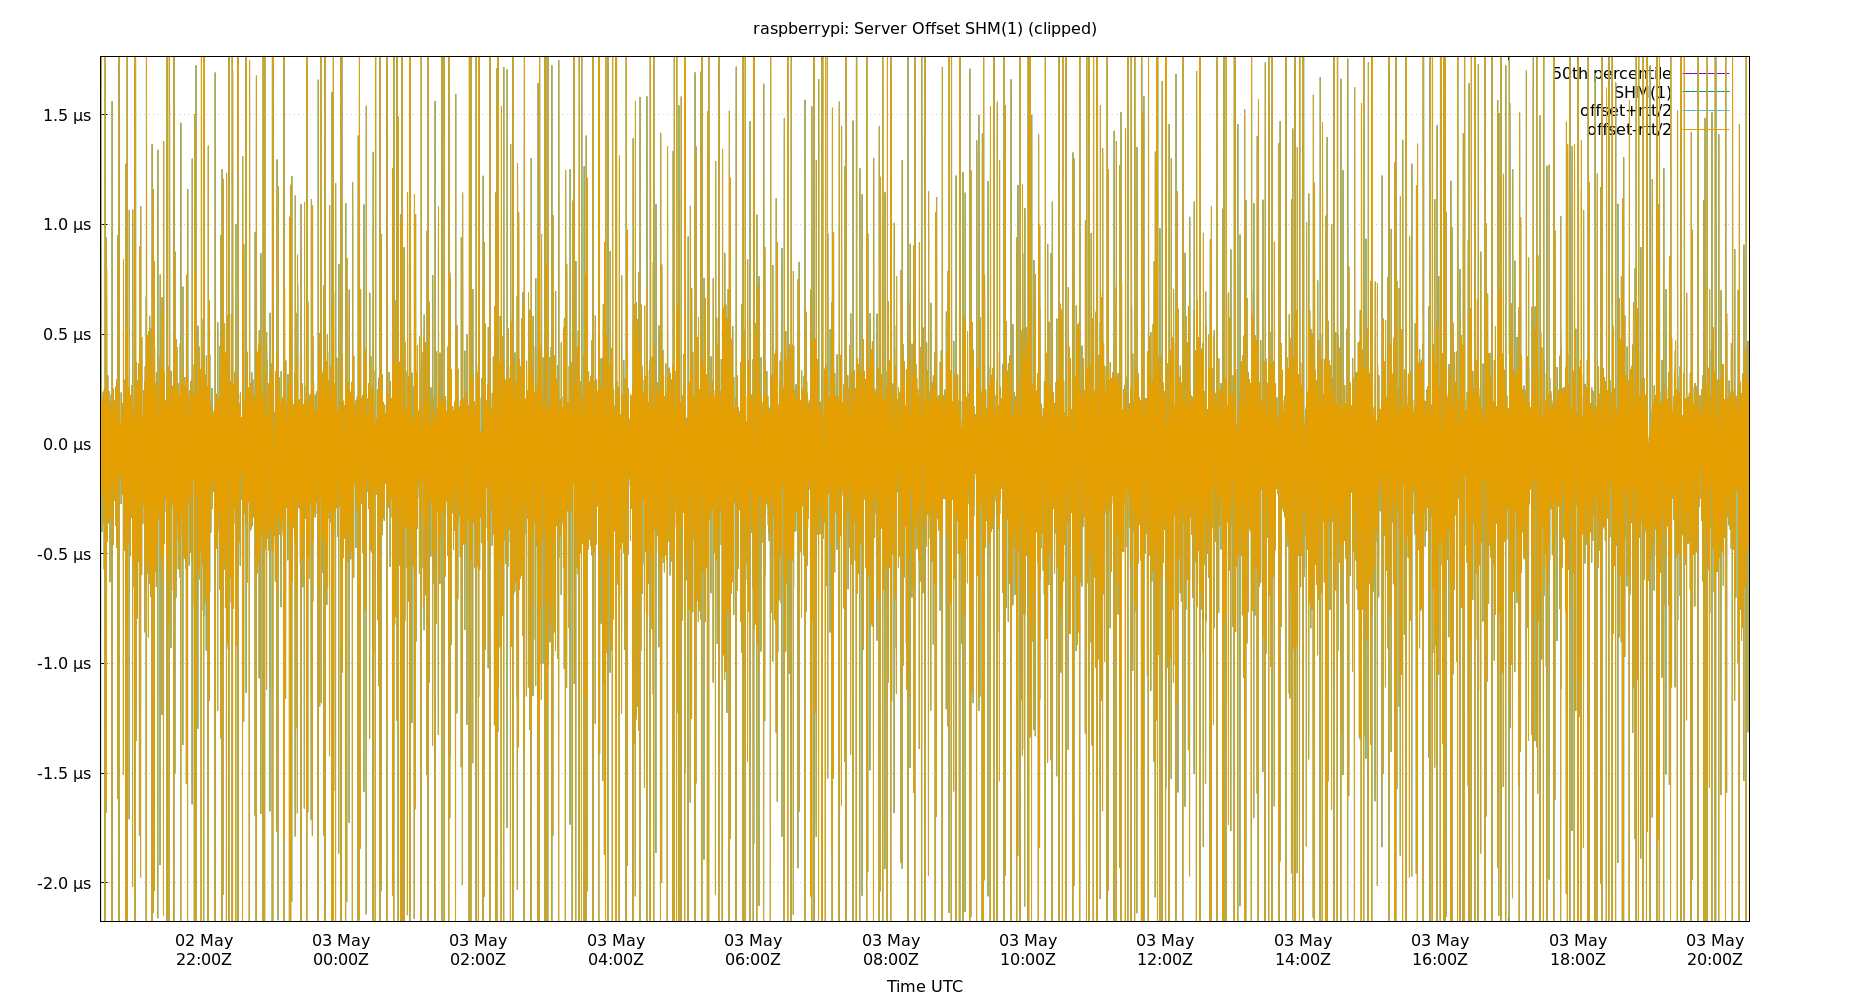 raspberrypi: Server Offset SHM(1) (clipped)
50th percentile
SHM(1)
offset+rtt/2
offset-rtt/2
1.5 µs
1.0 µs
0.5 µs
0.0 µs
-0.5 µs
-1.0 µs
-1.5 µs
-2.0 µs
02 May 03 May 03 May 03 May 03 May 03 May 03 May 03 May 03 May 03 May 03 May 03 May
22:00Z 00:00Z 02:00Z 04:00Z 06:00Z 08:00Z 10:00Z 12:00Z 14:00Z 16:00Z 18:00Z 20:00Z
Time UTC